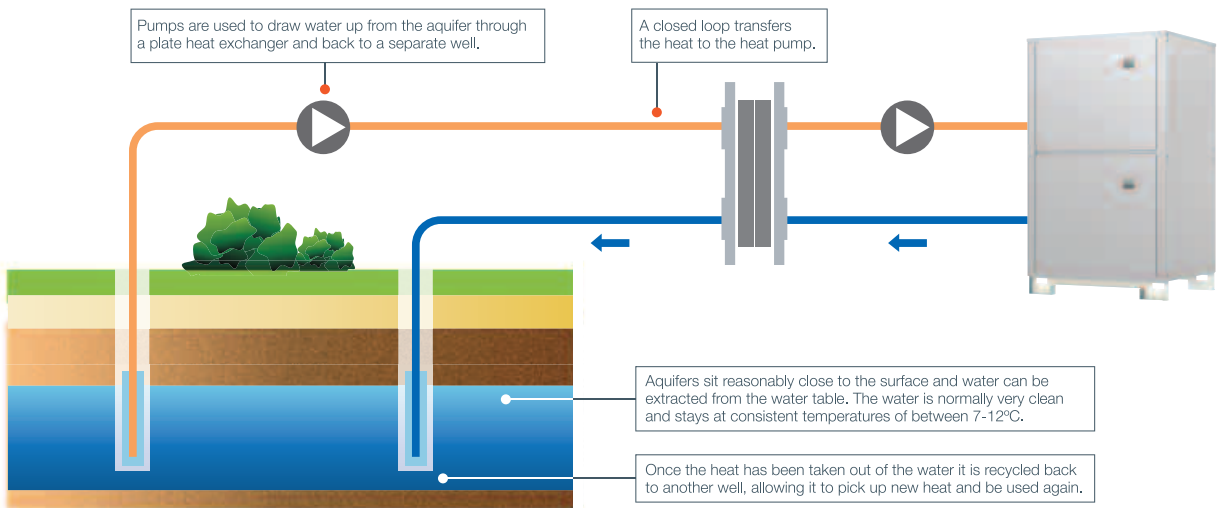 Pumps are used to draw water up from the aquifer through
a plate heat exchanger and back to a separate well.
A closed loop transfers
the heat to the heat pump.
Aquifers sit reasonably close to the surface and water can be
extracted from the water table. The water is normally very clean
and stays at consistent temperatures of between 7-12ºC.
Once the heat has been taken out of the water it is recycled back
to another well, allowing it to pick up new heat and be used again.